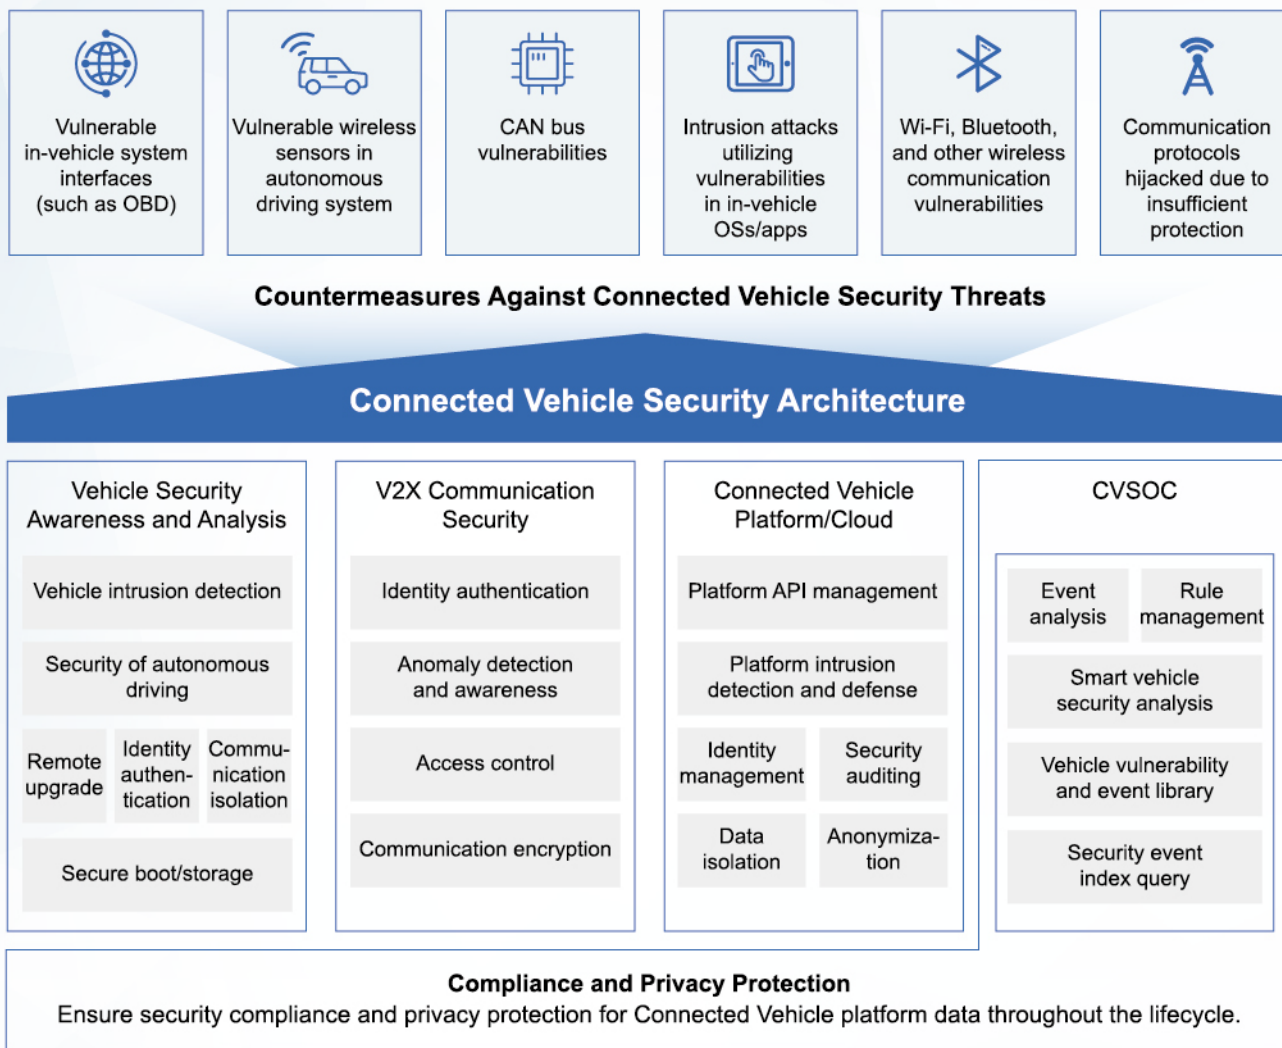 Vulnerable
in-vehicle system
interfaces
(such as OBD)
Vulnerable wireless
sensors in
autonomous
driving system
CAN bus
vulnerabilities
Intrusion attacks
utilizing
vulnerabilities
in in-vehicle
OSs/apps
Wi-Fi, Bluetooth,
and other wireless
communication
vulnerabilities
Communication
protocols
hijacked due to
insufficient
protection
Countermeasures Against Connected Vehicle Security Threats
Connected Vehicle Security Architecture
Vehicle Security
Awareness and Analysis
Vehicle intrusion detection
Security of autonomous
driving
Remote
upgrade
Identity
authen-
tication
Commu-
nication
isolation
Secure boot/storage
V2X Communication
Security
Identity authentication
Anomaly detection
and awareness
Access control
Communication encryption
Connected Vehicle
Platform/Cloud
Platform API management
Platform intrusion
detection and defense
Identity
management
Security
auditing
Data
isolation
Anonymiza-
tion
CVSOC
Event
analysis
Rule
management
Smart vehicle
security analysis
Vehicle vulnerability
and event library
Security event
index query
Compliance and Privacy Protection
Ensure security compliance and privacy protection for Connected Vehicle platform data throughout the lifecycle.